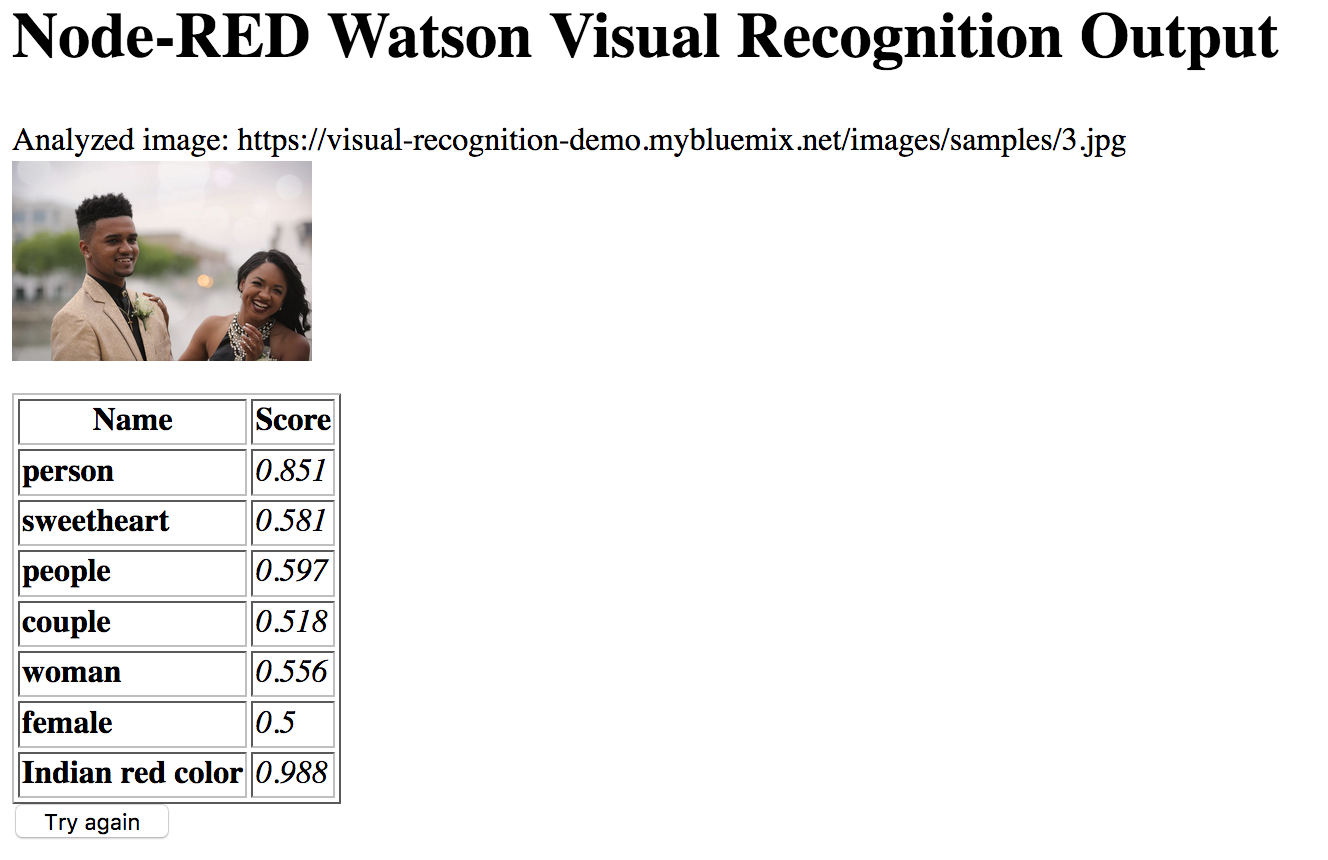 Node-RED Watson Visual Recognition Output
Analyzed image: https://visual-recognition-demo.mybluemix.net/images/samples/3.jpg
Name Score
person 0.851
sweetheart 0.581
people 0.597
couple 0.518
woman 0.556
female 0.5
Indian red color 0.988
Try again